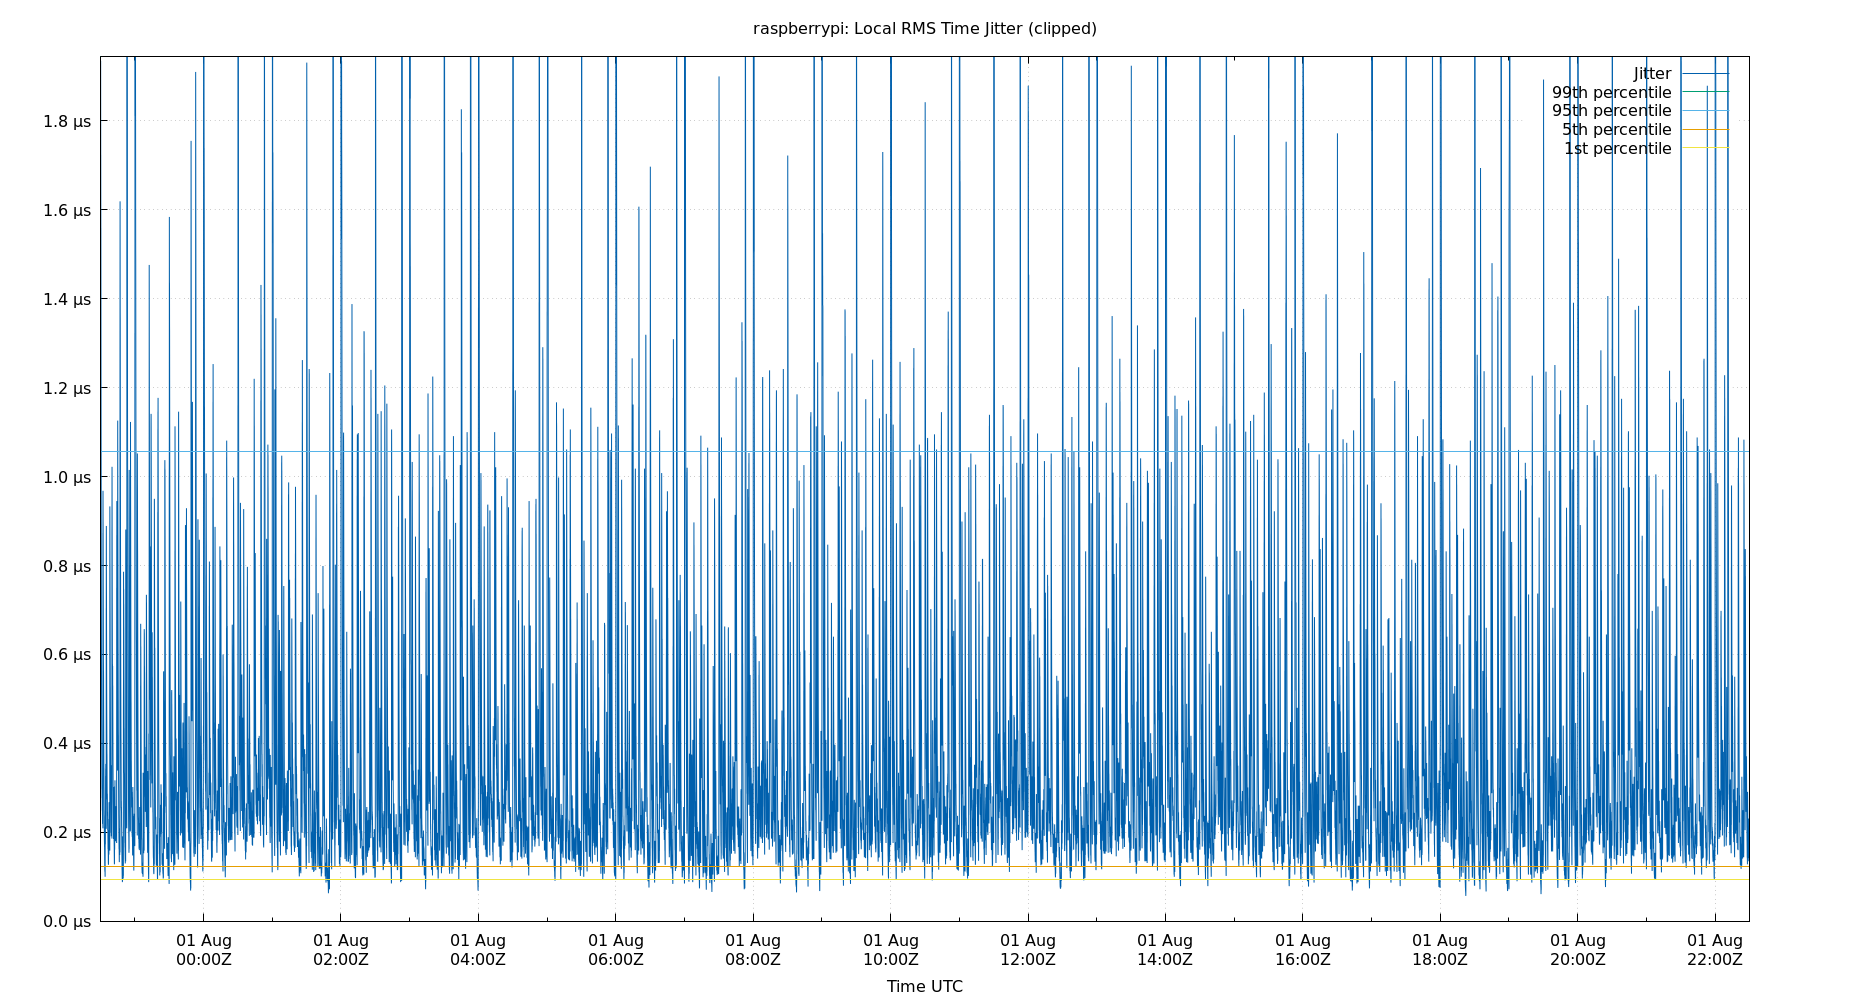 raspberrypi: Local RMS Time Jitter (clipped)
Jitter
99th percentile
95th percentile
5th percentile
1st percentile
1.8 µs
1.6 µs
1.4 µs
1.2 µs
1.0 µs
0.8 µs
0.6 µs
0.4 µs
0.2 µs
0.0 µs
01 Aug 01 Aug 01 Aug 01 Aug 01 Aug 01 Aug 01 Aug 01 Aug 01 Aug 01 Aug 01 Aug 01 Aug
00:00Z 02:00Z 04:00Z 06:00Z 08:00Z 10:00Z 12:00Z 14:00Z 16:00Z 18:00Z 20:00Z 22:00Z
Time UTC